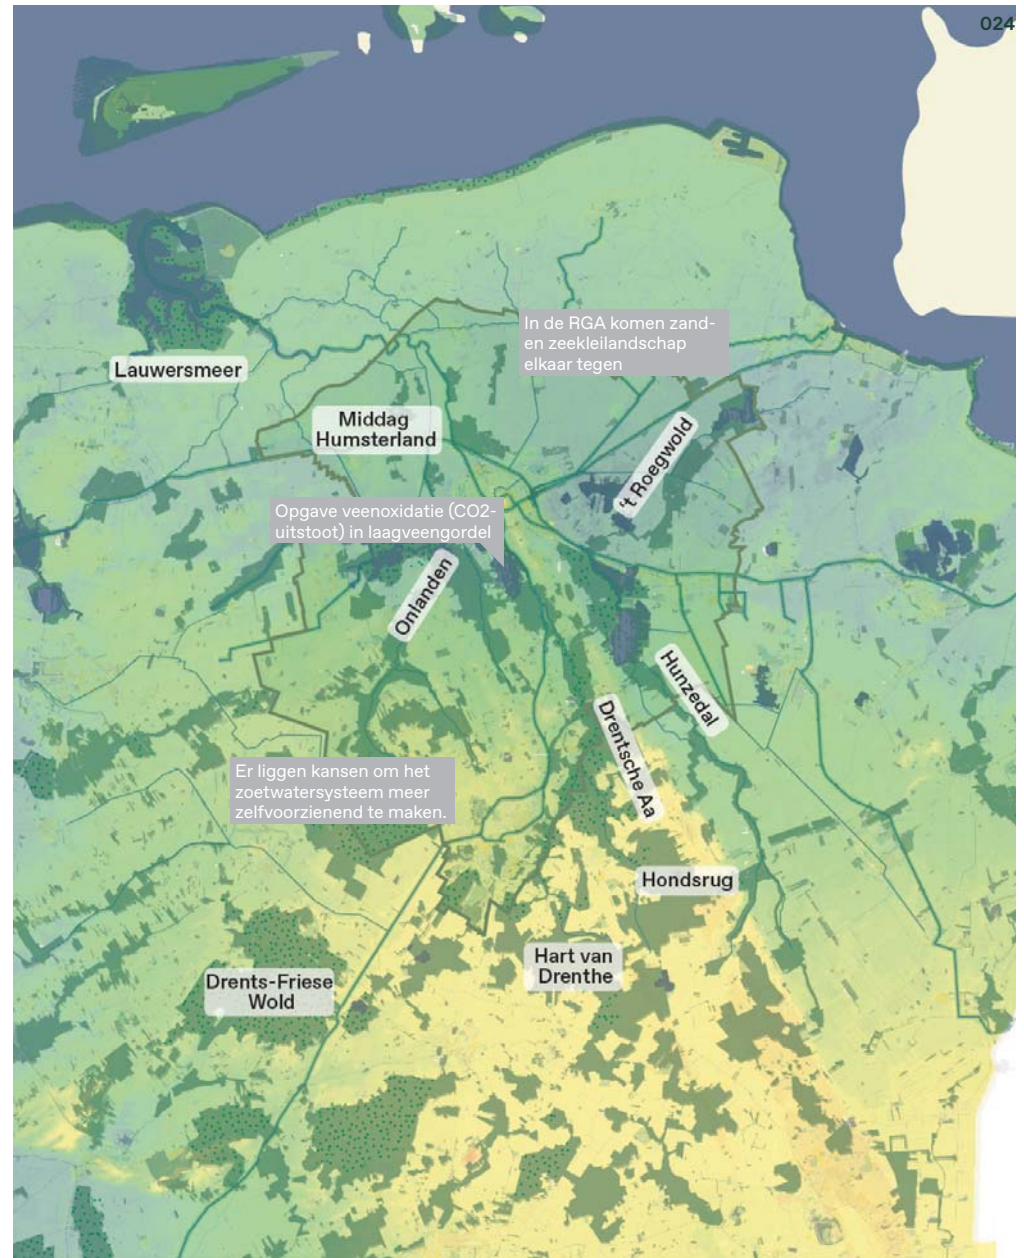 024
In de RGA komen zand-
en zeekleilandschap
elkaar tegen
Lauwersmeer
Middag
Humsterland
't Roegwold
Opgave veenoxidatie (CO2-
uitstoot) in laagveengordel
Onlanden
Hunzedal
Drentsche Aa
Er liggen kansen om het
zoetwatersysteem meer
zelfvoorzienend te maken.
Hondsrug
Hart van
Drenthe
Drents-Friese
Wold